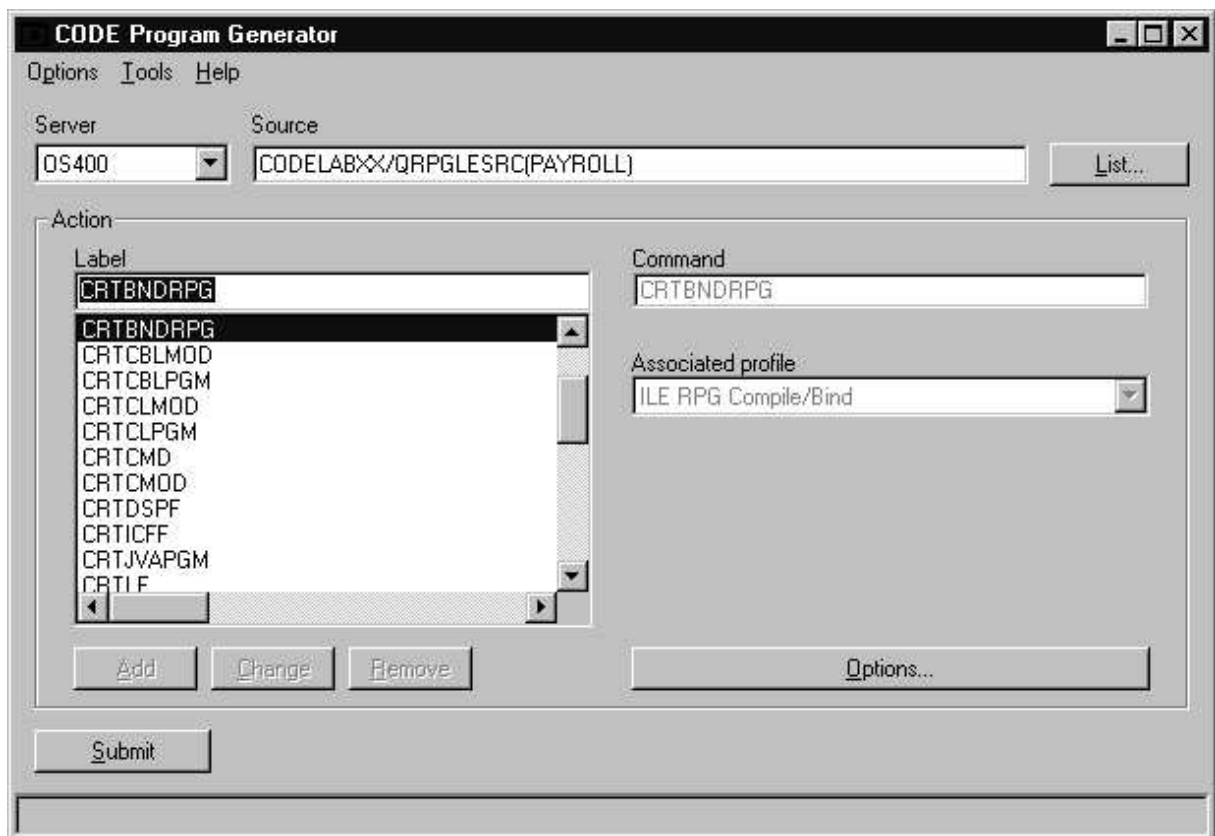 CODE Program Generator
Options Tools Help
Server Source
OS400 CODELABXX/QRPGLESRC(PAYROLL) List...
Action
Label Command
CRTBNDRPG CRTBNDRPG
CRTBNDRPG
CRTCBLMOD
CRTCBLPGM Associated profile
CRTCLMOD ILE RPG Compile/Bind
CRTCLPGM
CRTCMD
CRTCMOD
CRTDSPF
CRTICFF
CRTJVAPGM
CRTLF
Add Change Remove Options...
Submit